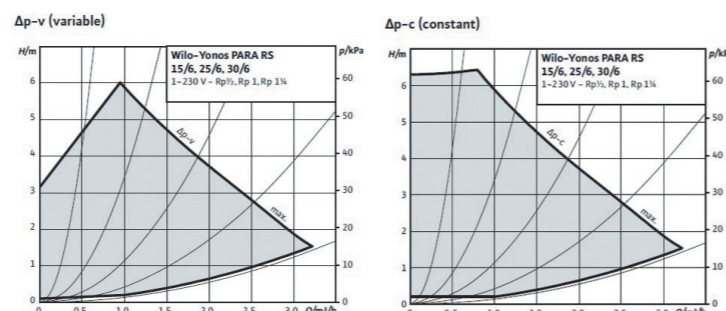 Δp-v (variable)
H/m
p/kPa
Wilo-Yonos PARA RS
15/6, 25/6, 30/6
1~230 V – Rp½, Rp 1, Rp 1¼
6
5
4
3
2
1
0
60
50
40
30
20
10
0
Δp-v
max.
0
0.5
1.0
1.5
2.0
2.5
3.0
Q/m³/h
Δp-c (constant)
H/m
Wilo-Yonos PARA RS
15/6, 25/6, 30/6
1~230 V – Rp½, Rp 1, Rp 1¼
6
5
4
3
2
1
0
60
50
40
30
20
10
0
Δp-c
max.